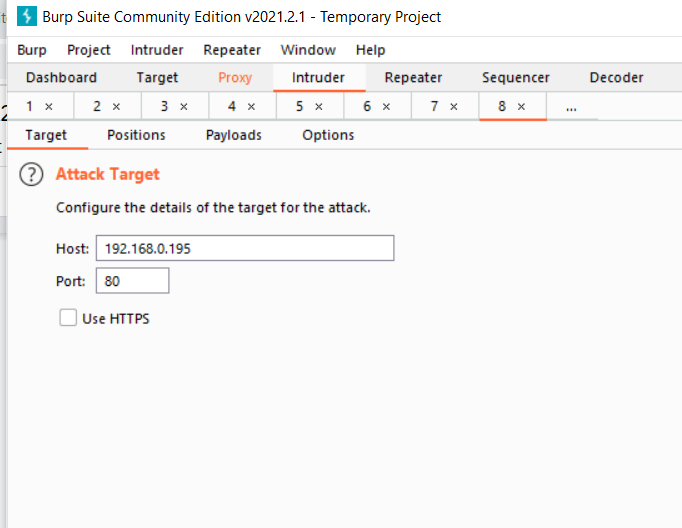 Burp Suite Community Edition v2021.2.1 - Temporary Project
Burp Project Intruder Repeater Window Help
Dashboard Target Proxy Intruder Repeater Sequencer Decoder
1 × 2 × 3 × 4 × 5 × 6 × 7 × 8 × ...
Target Positions Payloads Options
? Attack Target
Configure the details of the target for the attack.
Host: 192.168.0.195
Port: 80
Use HTTPS